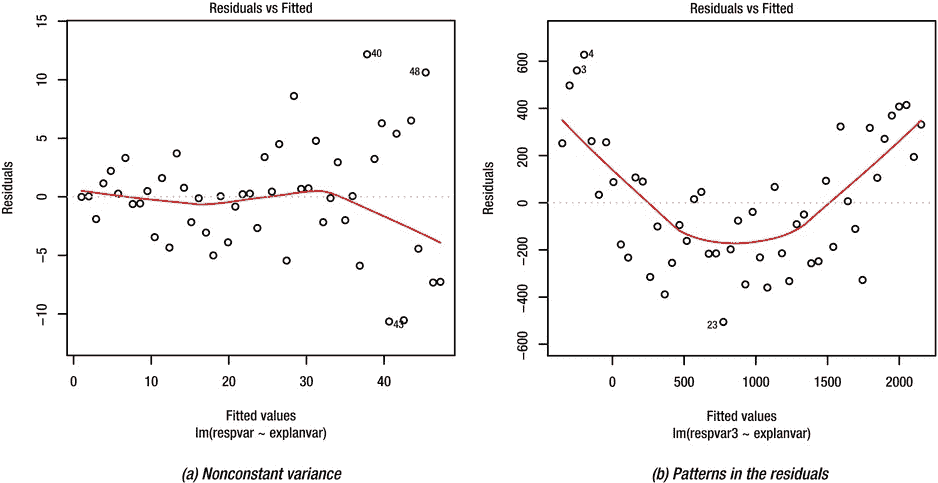 Residuals vs Fitted
15
10
5
0
−5
−10
Residuals
40
48
43
0 10 20 30 40
Fitted values
lm(respvar ~ explanvar)
(a) Nonconstant variance
Residuals vs Fitted
600
400
200
0
−200
−400
−600
Residuals
4
3
23
0 500 1000 1500 2000
Fitted values
lm(respvar3 ~ explanvar)
(b) Patterns in the residuals